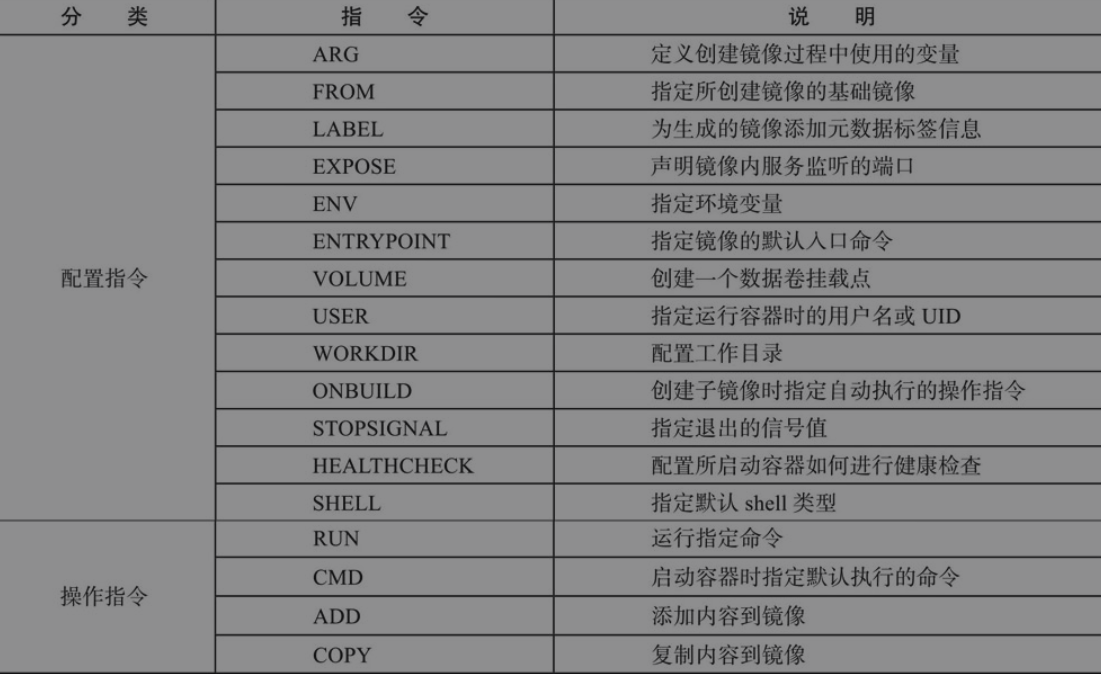 分 类 指 令 说 明
ARG 定义创建镜像过程中使用的变量
FROM 指定所创建镜像的基础镜像
LABEL 为生成的镜像添加元数据标签信息
EXPOSE 声明镜像内服务监听的端口
ENV 指定环境变量
ENTRYPOINT 指定镜像的默认入口命令
配置指令 VOLUME 创建一个数据卷挂载点
USER 指定运行容器时的用户名或 UID
WORKDIR 配置工作目录
ONBUILD 创建子镜像时指定自动执行的操作指令
STOPSIGNAL 指定退出的信号值
HEALTHCHECK 配置所启动容器如何进行健康检查
SHELL 指定默认 shell 类型
RUN 运行指定命令
操作指令 CMD 启动容器时指定默认执行的命令
ADD 添加内容到镜像
COPY 复制内容到镜像